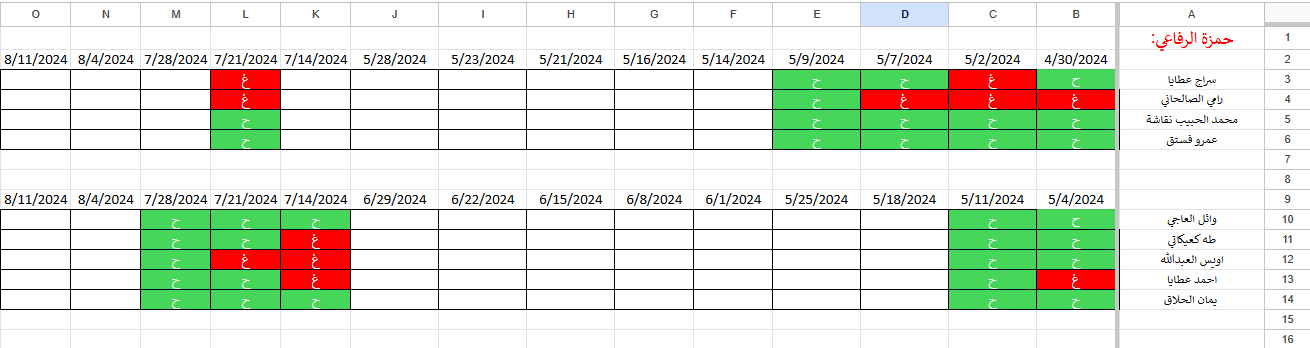 A B C D E F G H I J K L M N O
1 حمزة الرفاعي:
2 4/30/2024 5/2/2024 5/7/2024 5/9/2024 5/14/2024 5/16/2024 5/21/2024 5/23/2024 5/28/2024 7/14/2024 7/21/2024 7/28/2024 8/4/2024 8/11/2024
3 سراج عطايا ح غ ح ح غ
4 رامي الصالحاني غ غ غ ح غ
5 محمد الحبيب نقاشة ح ح ح ح ح
6 عمرو فستق ح ح ح ح ح
7
8
9 5/4/2024 5/11/2024 5/18/2024 5/25/2024 6/1/2024 6/8/2024 6/15/2024 6/22/2024 6/29/2024 7/14/2024 7/21/2024 7/28/2024 8/4/2024 8/11/2024
10 وائل العاجي ح ح ح ح ح
11 طه كعيكاتي ح ح غ ح ح
12 اويس العبدالله ح ح غ غ ح
13 احمد عطايا غ ح غ ح ح
14 يمان الحلاق ح ح ح ح ح
15
16